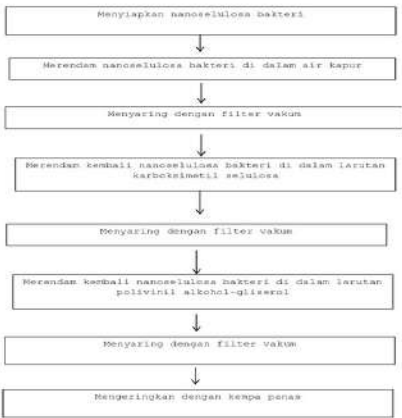 Menyiapkan nanoselulosa bakteri
Merendam nanoselulosa bakteri di dalam air kapur
Menyaring dengan filter vakum
Merendam kembali nanoselulosa bakteri di dalam larutan
karboksimetil selulosa
Menyaring dengan filter vakum
Merendam kembali nanoselulosa bakteri di dalam larutan
polivinil alkohol-gliserol
Menyaring dengan filter vakum
Mengeringkan dengan kempa panas